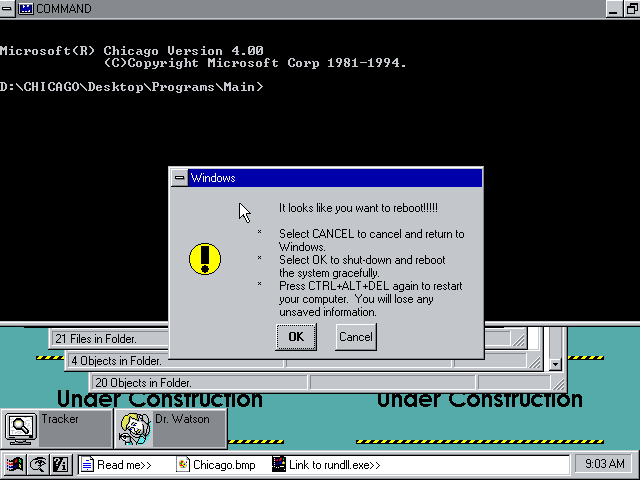 COMMAND
Microsoft(R) Chicago Version 4.00
(C)Copyright Microsoft Corp 1981-1994.
D:\CHICAGO\Desktop\Programs\Main>
Windows
It looks like you want to reboot!!!!!
* Select CANCEL to cancel and return to
Windows.
* Select OK to shut-down and reboot
the system gracefully.
* Press CTRL+ALT+DEL again to restart
your computer. You will lose any
unsaved information.
OK Cancel
21 Files in Folder.
4 Objects in Folder.
20 Objects in Folder.
Under Construction Under Construction
Tracker Dr. Watson
Read me>> Chicago.bmp Link to rundll.exe>> 9:03 AM